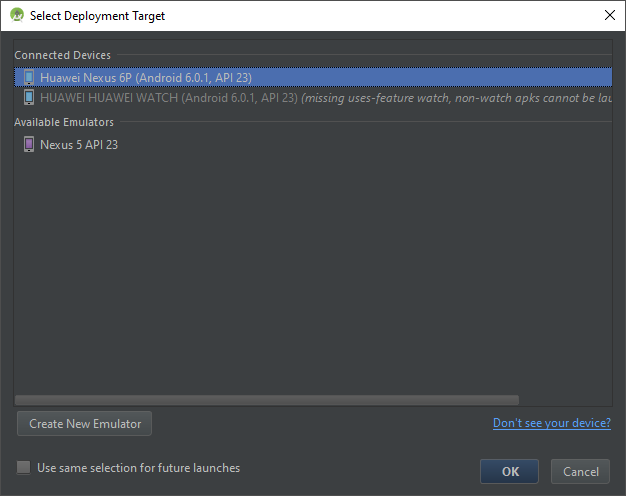 Select Deployment Target
Connected Devices
Huawei Nexus 6P (Android 6.0.1, API 23)
HUAWEI HUAWEI WATCH (Android 6.0.1, API 23) (missing uses-feature watch, non-watch apks cannot be lau
Available Emulators
Nexus 5 API 23
Create New Emulator
Don't see your device?
Use same selection for future launches
OK
Cancel